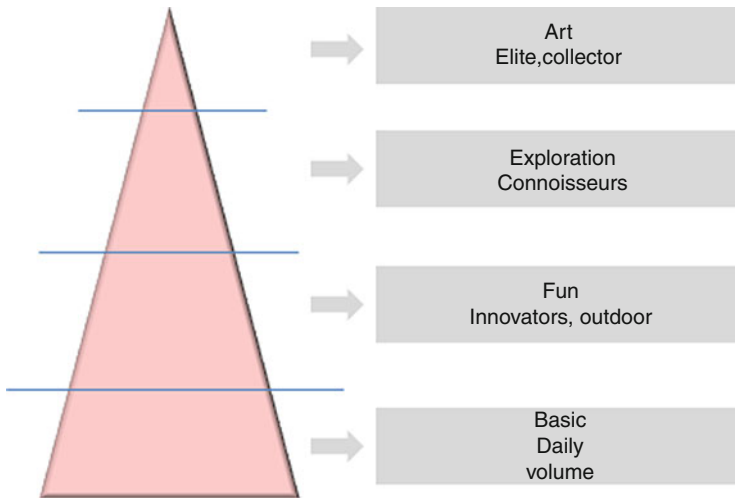 Art
Elite,collector
Exploration
Connoisseurs
Fun
Innovators, outdoor
Basic
Daily
volume